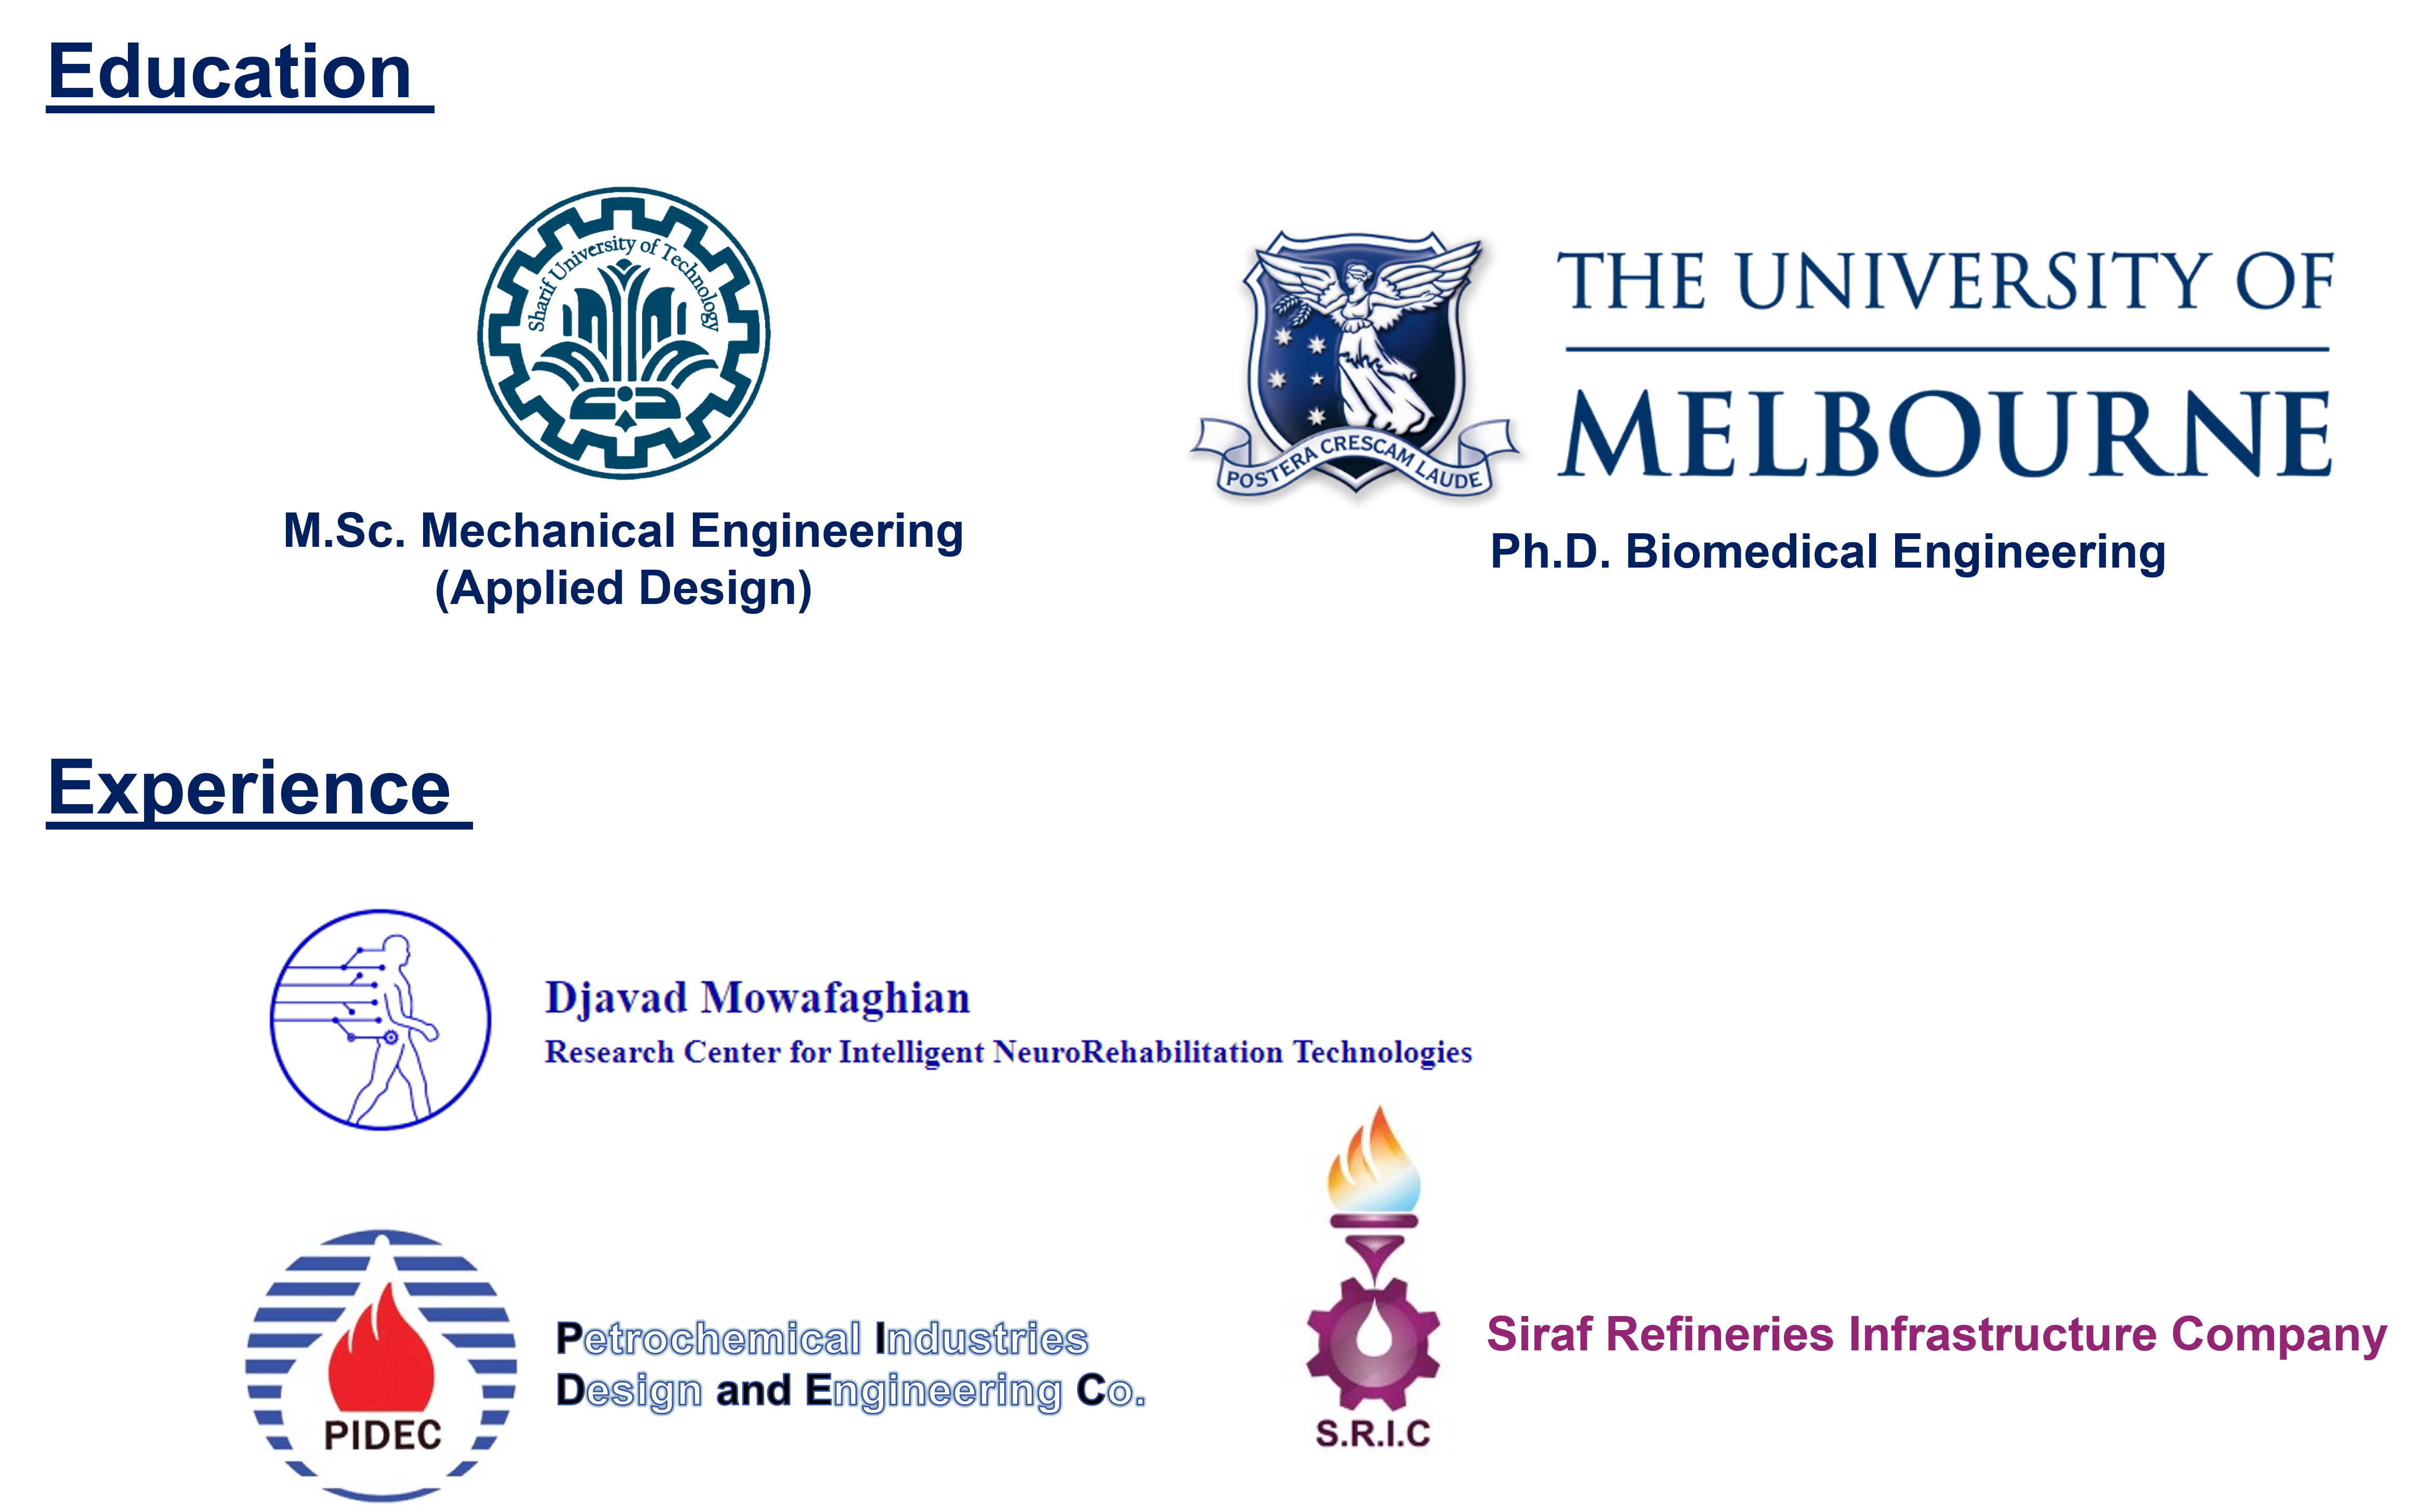 Education
Sharif University of Technology
M.Sc. Mechanical Engineering
(Applied Design)
THE UNIVERSITY OF
MELBOURNE
POSTERA CRESCAM LAUDE
Ph.D. Biomedical Engineering
Experience
Djavad Mowafaghian
Research Center for Intelligent NeuroRehabilitation Technologies
PIDEC
Petrochemical Industries
Design and Engineering Co.
S.R.I.C
Siraf Refineries Infrastructure Company